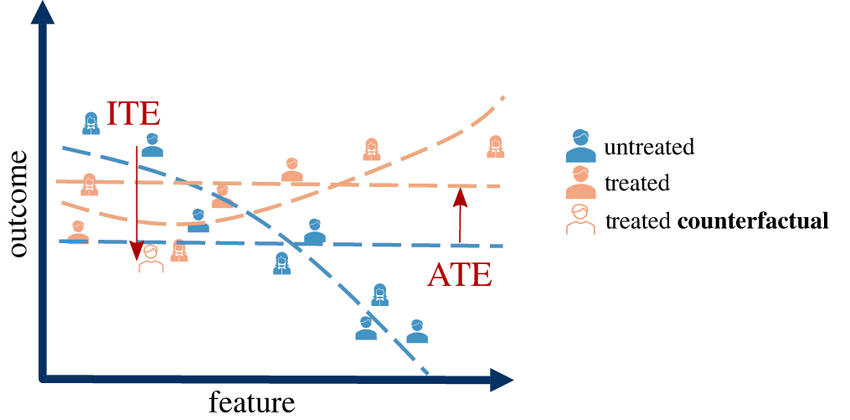 ITE
outcome
ATE
feature
untreated
treated
treated counterfactual